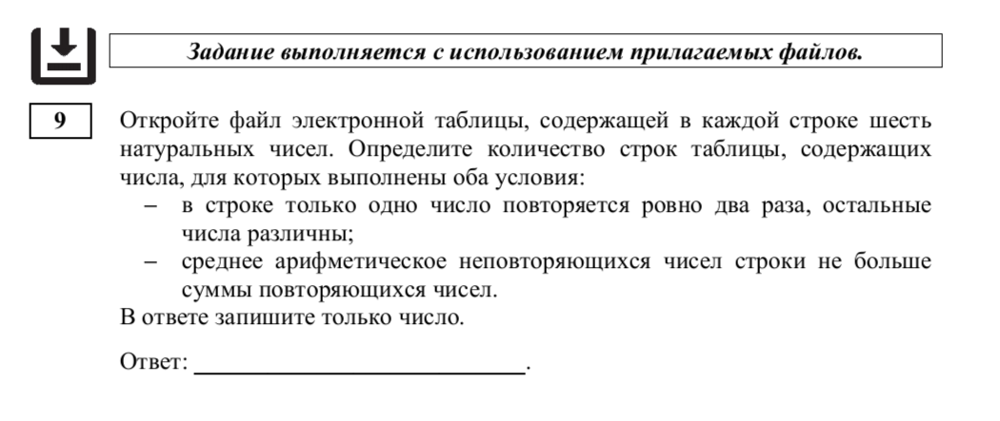 Задание выполняется с использованием прилагаемых файлов.
9
Откройте файл электронной таблицы, содержащей в каждой строке шесть
натуральных чисел. Определите количество строк таблицы, содержащих
числа, для которых выполнены оба условия:
– в строке только одно число повторяется ровно два раза, остальные
числа различны;
– среднее арифметическое неповторяющихся чисел строки не больше
суммы повторяющихся чисел.
В ответе запишите только число.
Ответ: ___________________________.